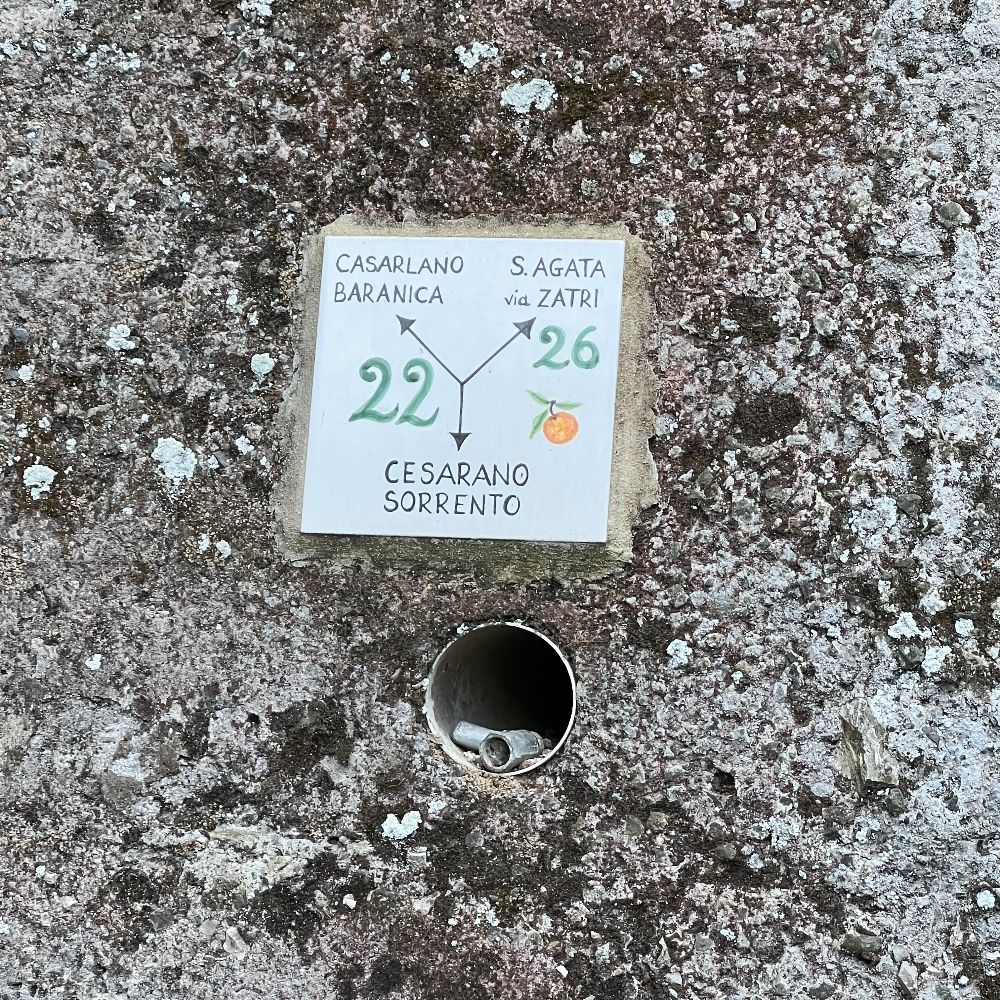 CASARLANO
BARANICA
S. AGATA
via ZATRI
22
26
CESARANO
SORRENTO